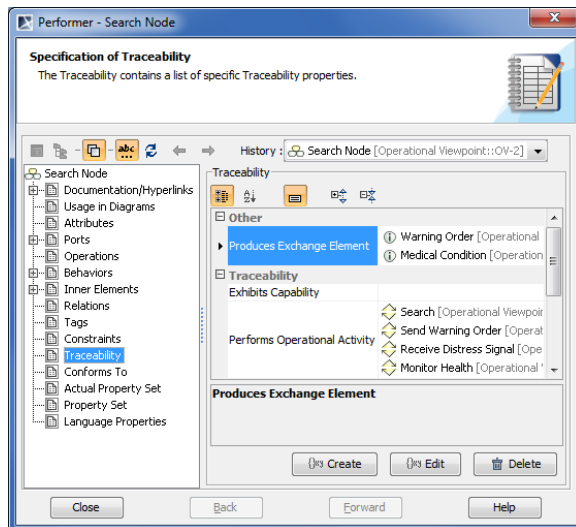 Performer - Search Node
Specification of Traceability
The Traceability contains a list of specific Traceability properties.
abc
History : Search Node [Operational Viewpoint::OV-2]
Search Node
Documentation/Hyperlinks
Usage in Diagrams
Attributes
Ports
Operations
Behaviors
Inner Elements
Relations
Tags
Constraints
Traceability
Conforms To
Actual Property Set
Property Set
Language Properties
Traceability
Other
Produces Exchange Element
Warning Order [Operational
Medical Condition [Operation
Traceability
Exhibits Capability
Performs Operational Activity
Search [Operational Viewpoir
Send Warning Order [Operat
Receive Distress Signal [Ope
Monitor Health [Operational
Produces Exchange Element
Create
Edit
Delete
Close
Back
Forward
Help